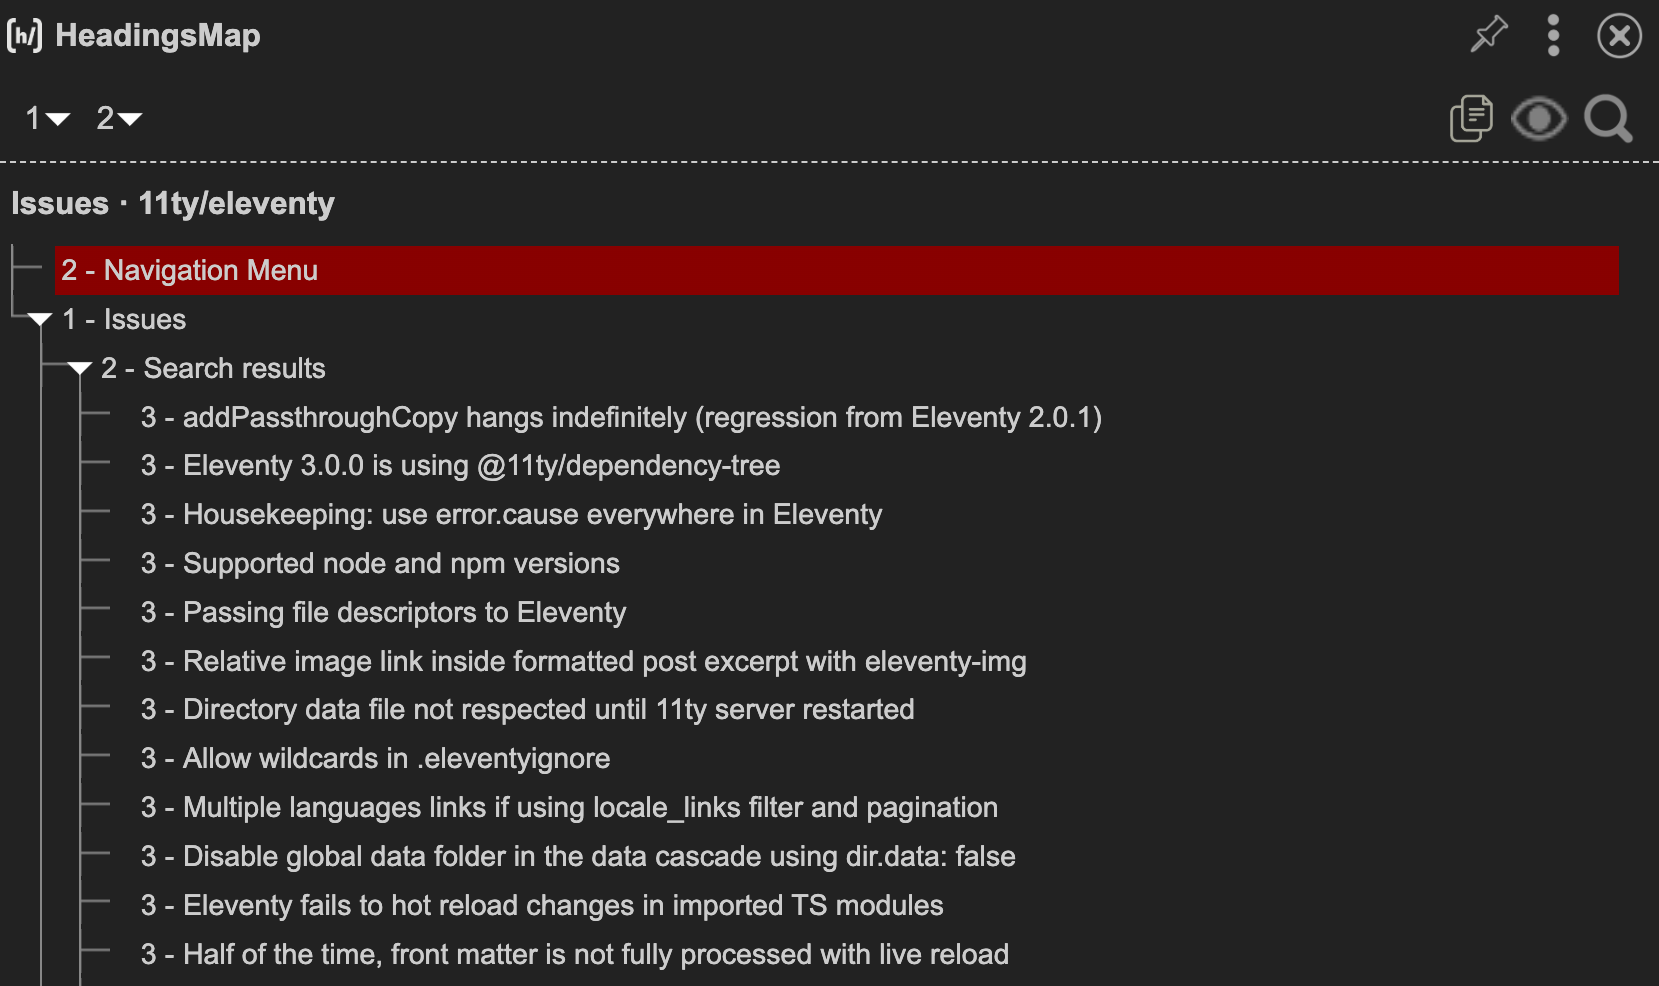 [h/] HeadingsMap
1 2
Issues · 11ty/eleventy
2 - Navigation Menu
1 - Issues
2 - Search results
3 - addPassthroughCopy hangs indefinitely (regression from Eleventy 2.0.1)
3 - Eleventy 3.0.0 is using @11ty/dependency-tree
3 - Housekeeping: use error.cause everywhere in Eleventy
3 - Supported node and npm versions
3 - Passing file descriptors to Eleventy
3 - Relative image link inside formatted post excerpt with eleventy-img
3 - Directory data file not respected until 11ty server restarted
3 - Allow wildcards in .eleventyignore
3 - Multiple languages links if using locale_links filter and pagination
3 - Disable global data folder in the data cascade using dir.data: false
3 - Eleventy fails to hot reload changes in imported TS modules
3 - Half of the time, front matter is not fully processed with live reload